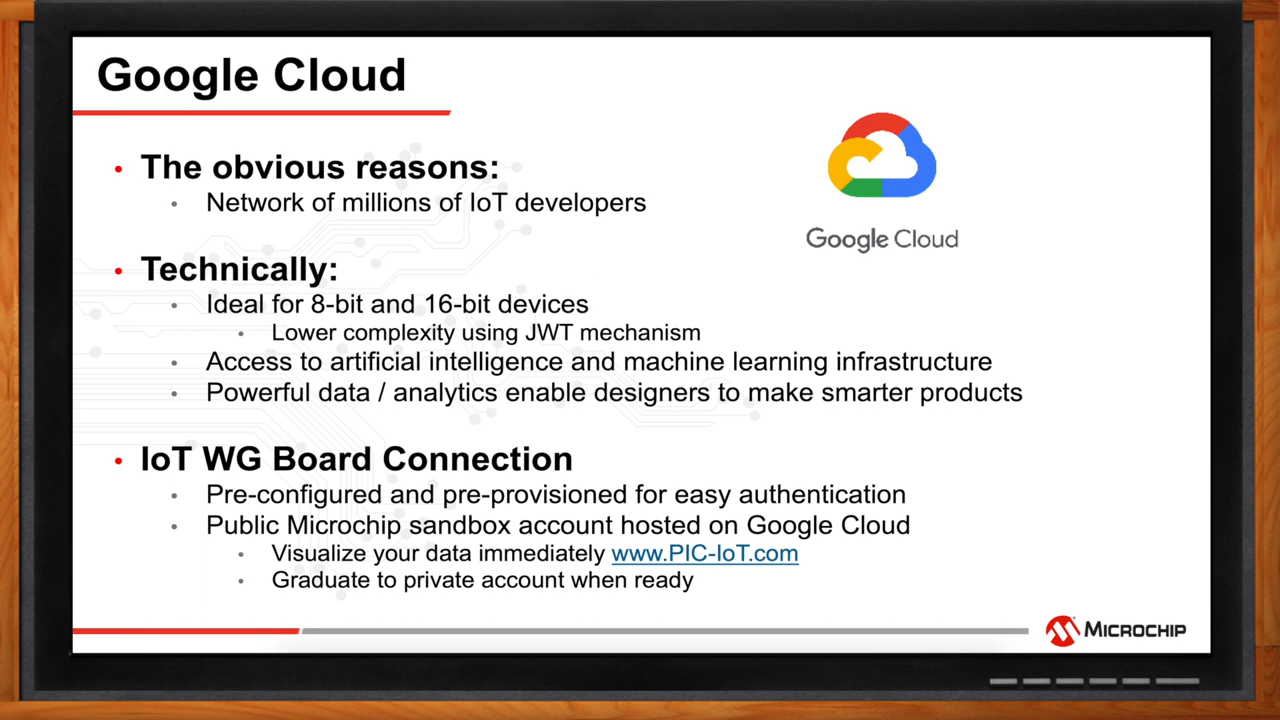 Google Cloud
• The obvious reasons:
• Network of millions of IoT developers
Google Cloud
• Technically:
• Ideal for 8-bit and 16-bit devices
• Lower complexity using JWT mechanism
• Access to artificial intelligence and machine learning infrastructure
• Powerful data / analytics enable designers to make smarter products
• IoT WG Board Connection
• Pre-configured and pre-provisioned for easy authentication
• Public Microchip sandbox account hosted on Google Cloud
• Visualize your data immediately www.PIC-IoT.com
• Graduate to private account when ready
MICROCHIP